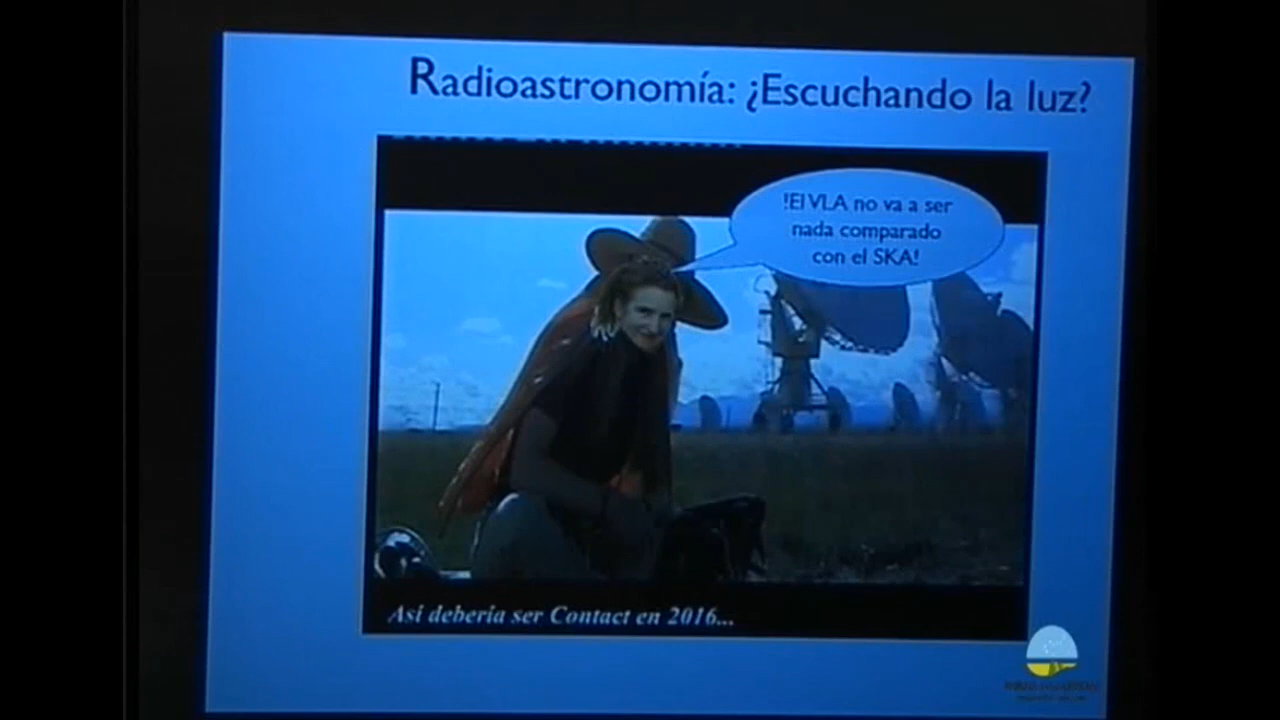 Radioastronomía: ¿Escuchando la luz?
!El VLA no va a ser
nada comparado
con el SKA!
Así debería ser Contact en 2016...